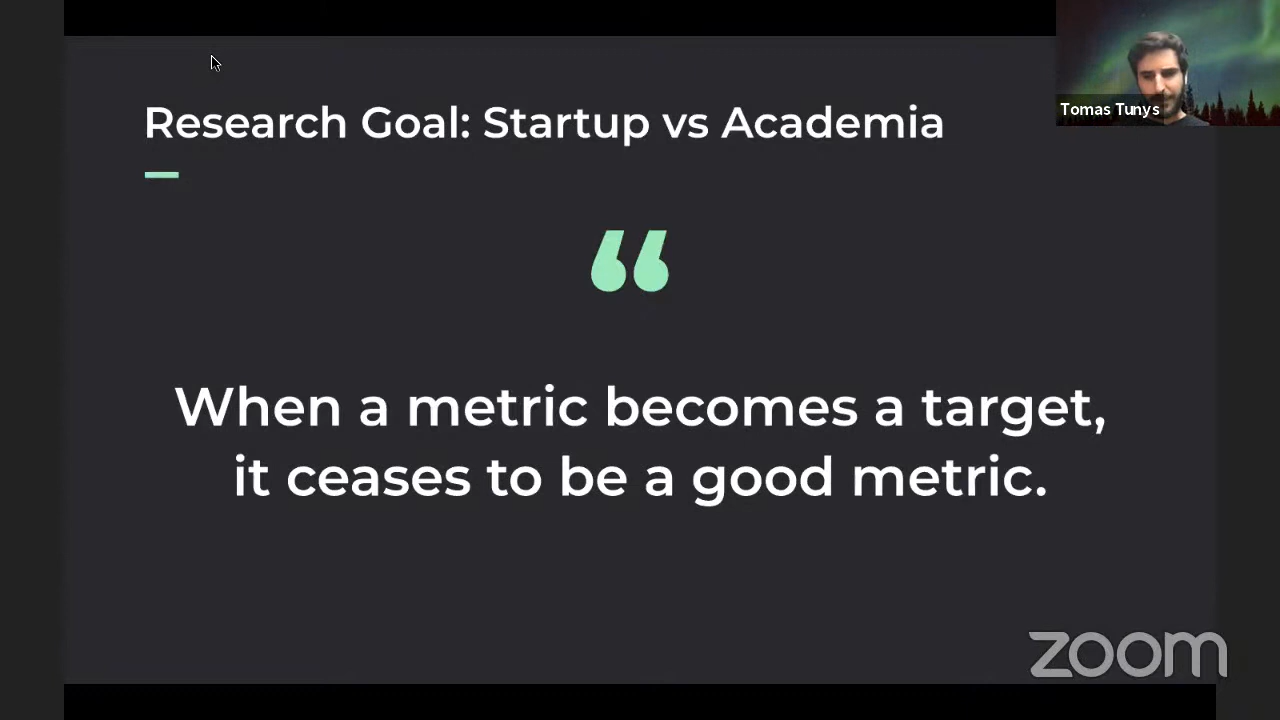 Tomas Tunys
Research Goal: Startup vs Academia
“
When a metric becomes a target,
it ceases to be a good metric.
zoom